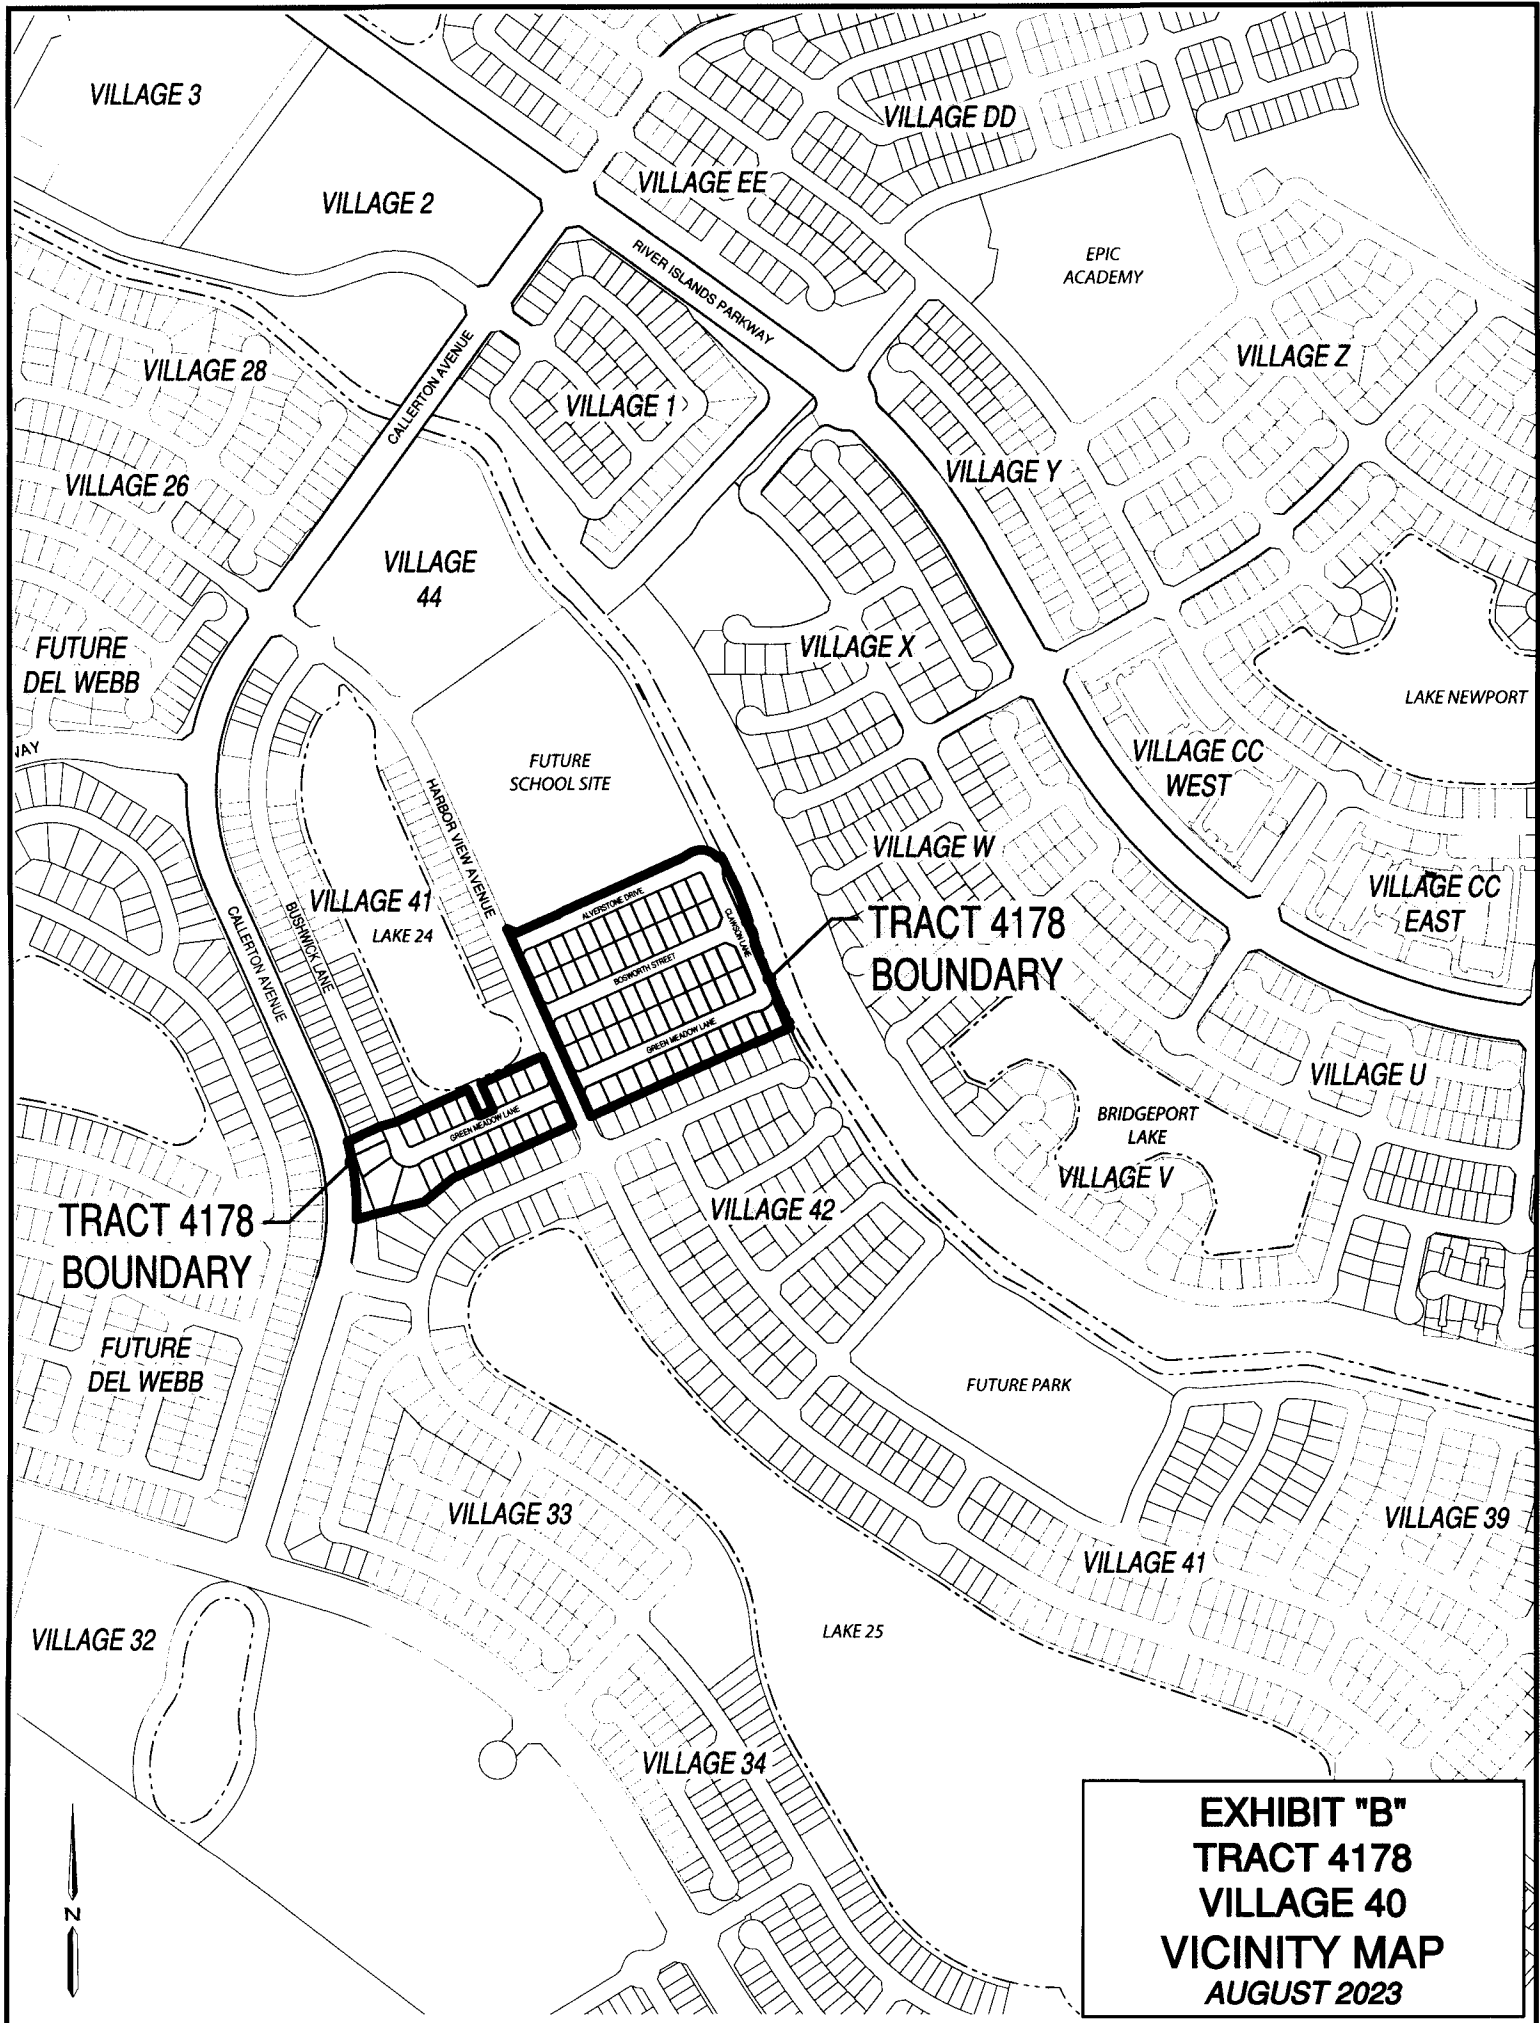 VILLAGE 3
VILLAGE DD
VILLAGE EE
VILLAGE 2
RIVER ISLANDS PARKWAY
EPIC
ACADEMY
VILLAGE 28
CALLERTON AVENUE
VILLAGE 1
VILLAGE Z
VILLAGE 26
VILLAGE Y
VILLAGE
44
FUTURE
DEL WEBB
VILLAGE X
LAKE NEWPORT
WAY
FUTURE
SCHOOL SITE
VILLAGE CC
WEST
HARBOR VIEW AVENUE
VILLAGE W
VILLAGE 41
LAKE 24
ALVERSTONE DRIVE
VILLAGE CC
EAST
BUSHWICK LANE
CALLERTON AVENUE
CLAWSON LANE
TRACT 4178
BOUNDARY
BOSWORTH STREET
GREEN MEADOW LANE
VILLAGE U
BRIDGEPORT
LAKE
GREEN MEADOW LANE
VILLAGE V
VILLAGE 42
TRACT 4178
BOUNDARY
FUTURE
DEL WEBB
FUTURE PARK
VILLAGE 33
VILLAGE 39
VILLAGE 41
VILLAGE 32
LAKE 25
VILLAGE 34
N
EXHIBIT "B"
TRACT 4178
VILLAGE 40
VICINITY MAP
AUGUST 2023